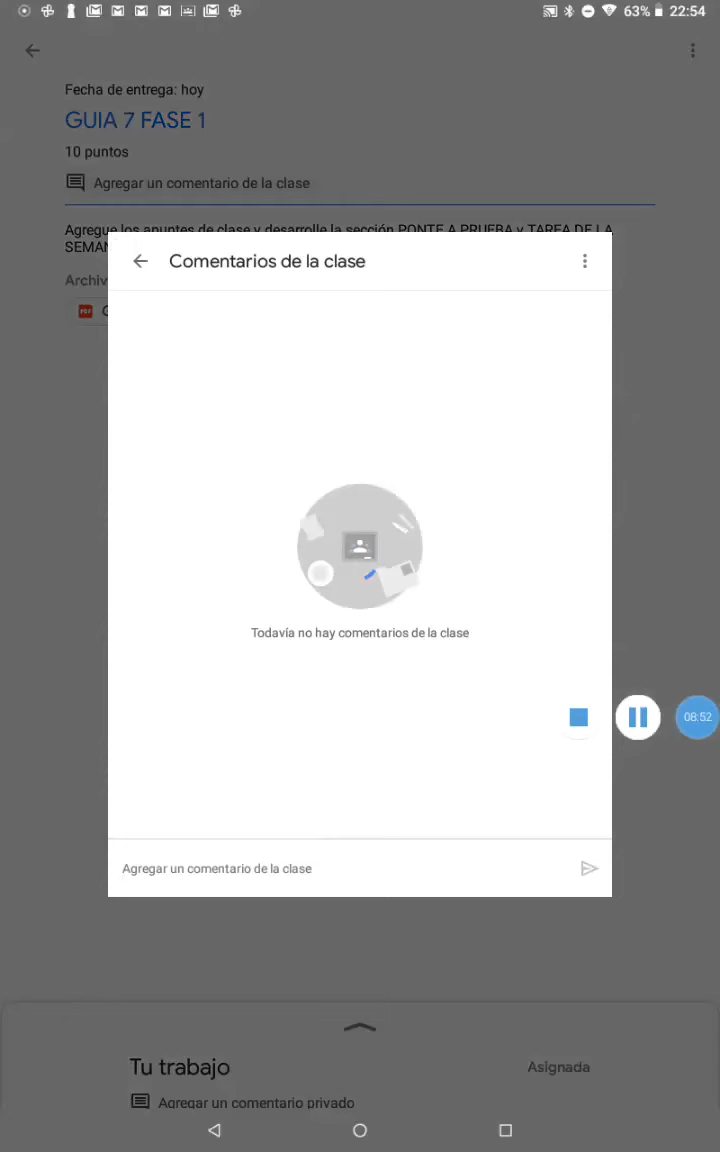 63% 22:54
Fecha de entrega: hoy
GUIA 7 FASE 1
10 puntos
Agregar un comentario de la clase
Agregue los apuntes de clase y desarrolle la sección PONTE A PRUEBA y TAREA DE LA
SEMAN
Archiv
PDF G
Comentarios de la clase
Todavía no hay comentarios de la clase
08:52
Agregar un comentario de la clase
Tu trabajo Asignada
Agregar un comentario privado